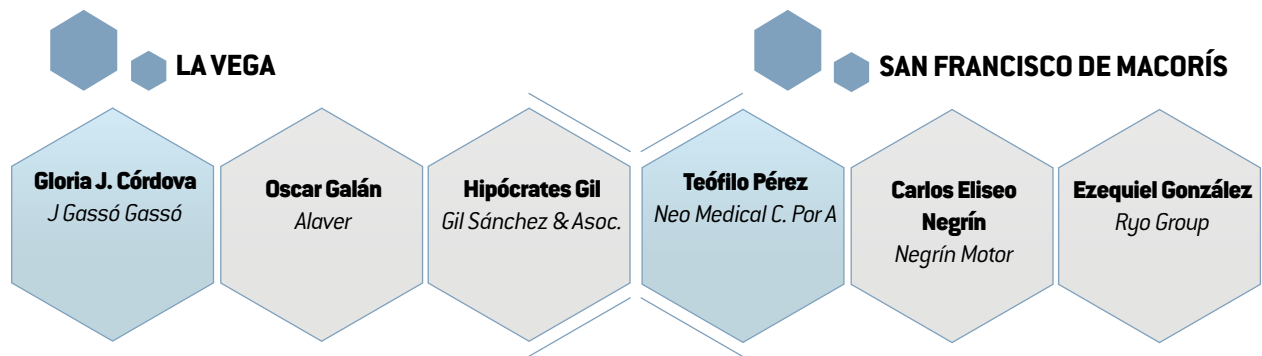 LA VEGA
Gloria J. Córdova
J Gassó Gassó
Oscar Galán
Alaver
Hipócrates Gil
Gil Sánchez & Asoc.
SAN FRANCISCO DE MACORÍS
Teófilo Pérez
Neo Medical C. Por A
Carlos Eliseo
Negrín
Negrín Motor
Ezequiel González
Ryo Group